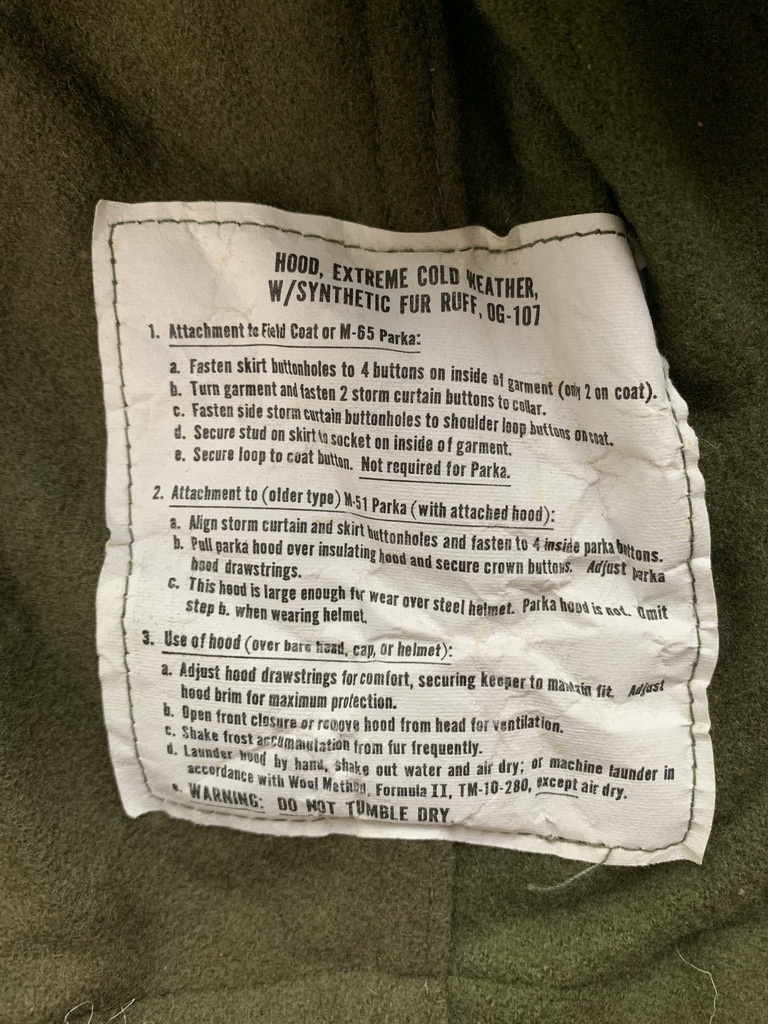 HOOD, EXTREME COLD WEATHER,
W/SYNTHETIC FUR RUFF, OG-107
1. Attachment to Field Coat or M-65 Parka:
a. Fasten skirt buttonholes to 4 buttons on inside of garment (only 2 on coat).
b. Turn garment and fasten 2 storm curtain buttons to collar.
c. Fasten side storm curtain buttonholes to shoulder loop buttons on coat.
d. Secure stud on skirt to socket on inside of garment.
e. Secure loop to coat button. Not required for Parka.
2. Attachment to (older type) M-51 Parka (with attached hood):
a. Align storm curtain and skirt buttonholes and fasten to 4 inside parka buttons.
b. Pull parka hood over insulating hood and secure crown buttons. Adjust parka
hood drawstrings.
c. This hood is large enough for wear over steel helmet. Parka hood is not. Omit
step b. when wearing helmet.
3. Use of hood (over bare head, cap, or helmet):
a. Adjust hood drawstrings for comfort, securing keeper to maintain fit. Adjust
hood brim for maximum protection.
b. Open front closure or remove hood from head for ventilation.
c. Shake frost accummulation from fur frequently.
d. Launder hood by hand, shake out water and air dry; or machine launder in
accordance with Wool Method, Formula II, TM-10-280, except air dry.
e. WARNING: DO NOT TUMBLE DRY.